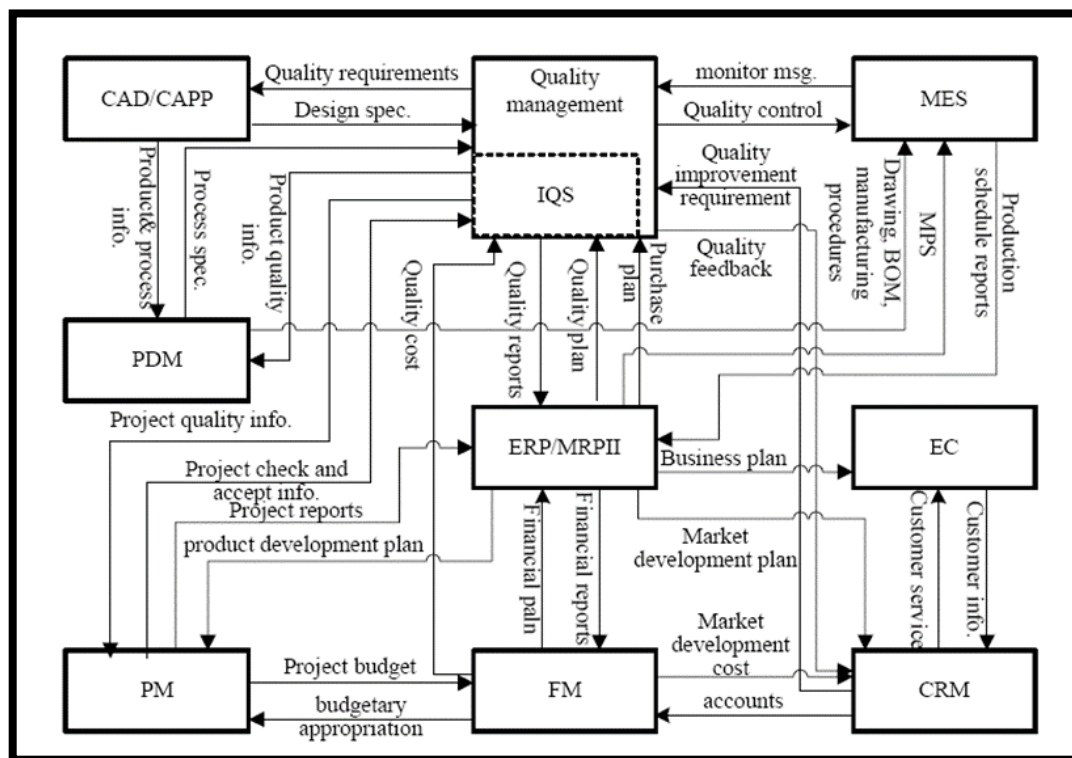 CAD/CAPP
Quality requirements
Design spec.
Quality
management
IQS
monitor msg.
Quality control
MES
Product& process
info.
Process spec.
Product quality
info.
Quality
improvement
requirement
Quality
feedback
Drawing, BOM,
manufacturing
procedures
MPS
Production
schedule reports
PDM
Quality cost
Quality reports
Quality plan
Purchase
plan
Project quality info.
Project check and
accept info.
Project reports
product development plan
ERP/MRPII
Business plan
EC
Financial paln
Financial reports
Market
development plan
Customer service
Customer info.
PM
Project budget
budgetary
appropriation
FM
Market
development
cost
accounts
CRM